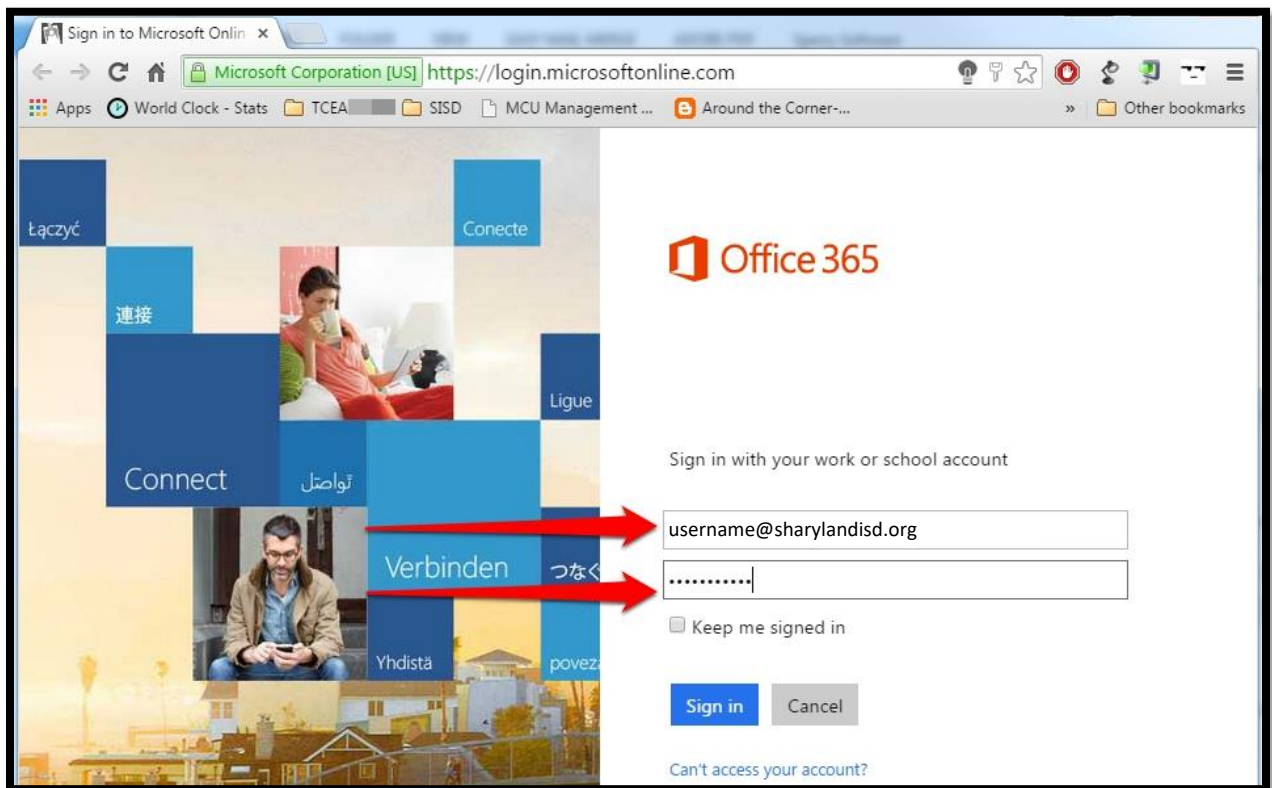 Sign in to Microsoft Onlin
Microsoft Corporation [US] https://login.microsoftonline.com
Apps World Clock - Stats TCEA SISD MCU Management ... Around the Corner-... » Other bookmarks
Łączyć
Conecte
連接
Ligue
Connect
تواصل
Verbinden
つなぐ
Yhdistä
poveza
Office 365
Sign in with your work or school account
username@sharylandisd.org
•••••••••••
Keep me signed in
Sign in Cancel
Can't access your account?